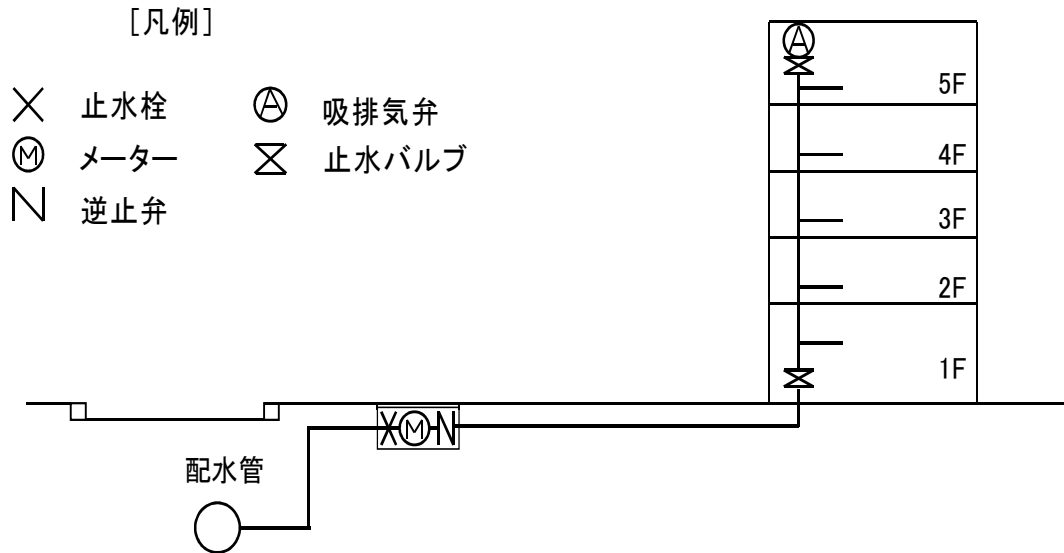 [凡例]
止水栓
Ⓐ 吸排気弁
Ⓜ メーター
止水バルブ
N 逆止弁
Ⓐ
5F
4F
3F
2F
1F
Ⓜ N
配水管